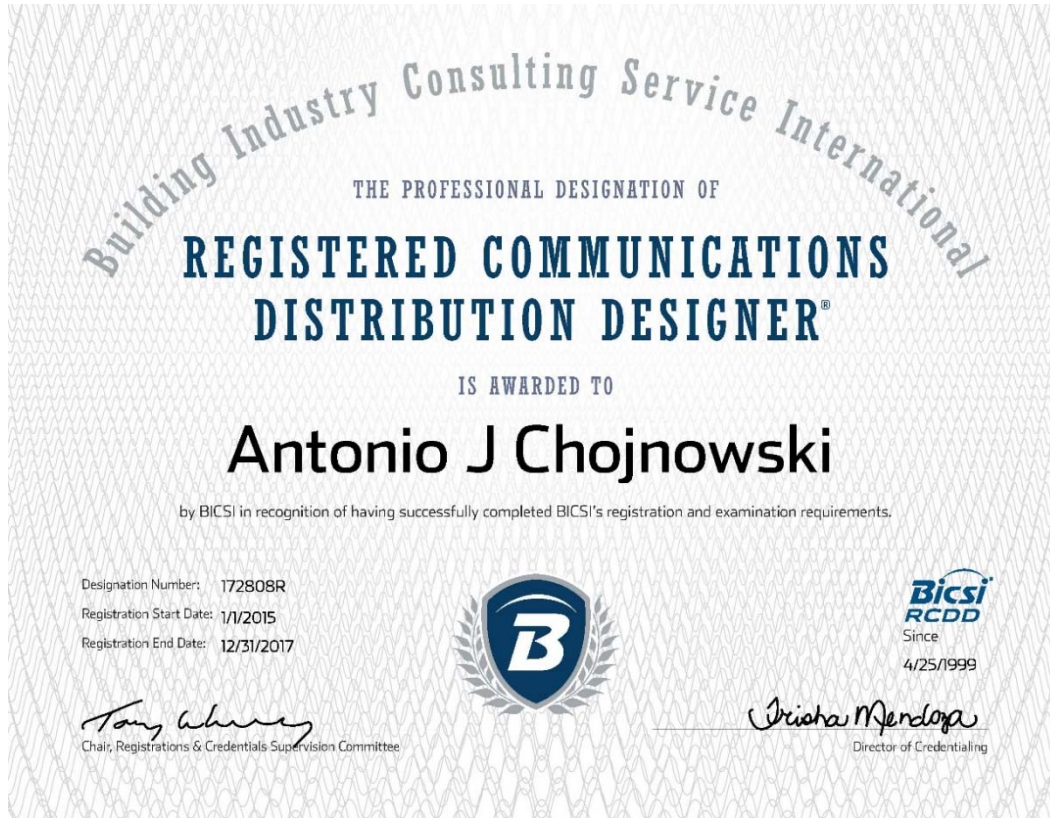 Building Industry Consulting Service International
THE PROFESSIONAL DESIGNATION OF
REGISTERED COMMUNICATIONS
DISTRIBUTION DESIGNER®
IS AWARDED TO
Antonio J Chojnowski
by BICSI in recognition of having successfully completed BICSI's registration and examination requirements.
Designation Number: 172808R
Registration Start Date: 1/1/2015
Registration End Date: 12/31/2017
B
Bicsi
RCDD
Since
4/25/1999
Chair, Registrations & Credentials Supervision Committee
Trisha Mendoza
Director of Credentialing